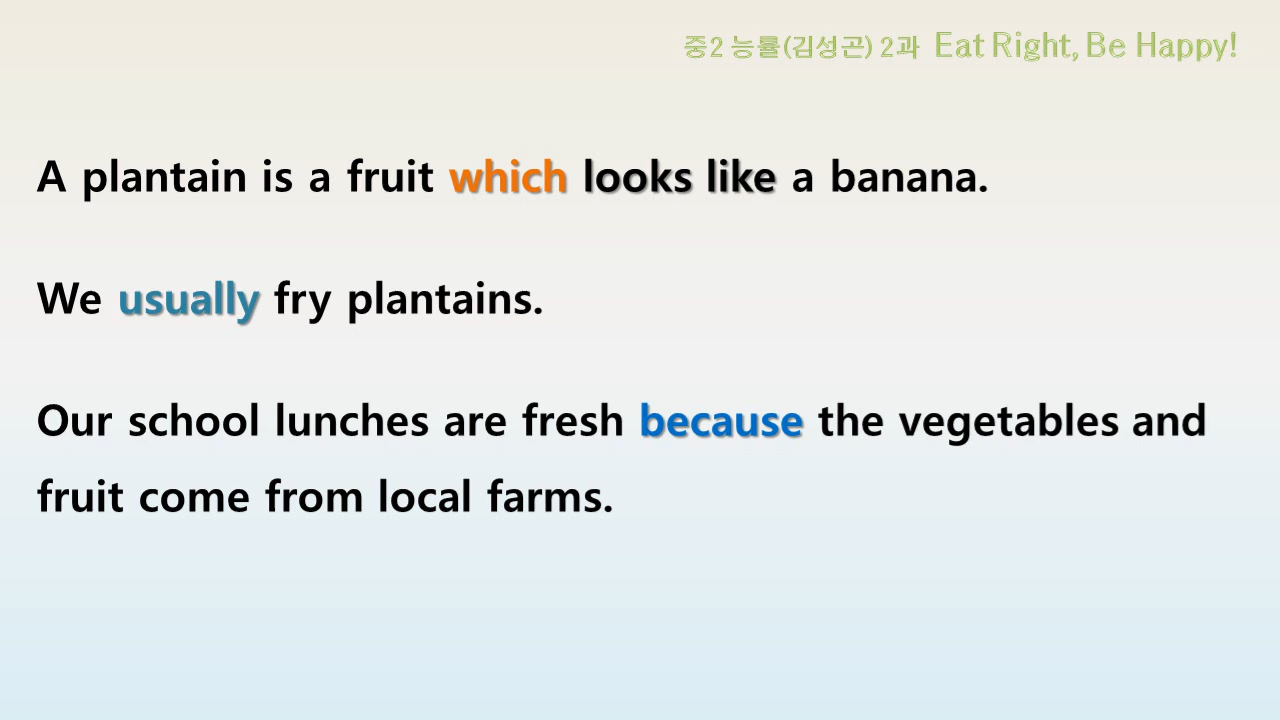 중2 능률(김성곤) 2과 Eat Right, Be Happy!
A plantain is a fruit which looks like a banana.
We usually fry plantains.
Our school lunches are fresh because the vegetables and
fruit come from local farms.